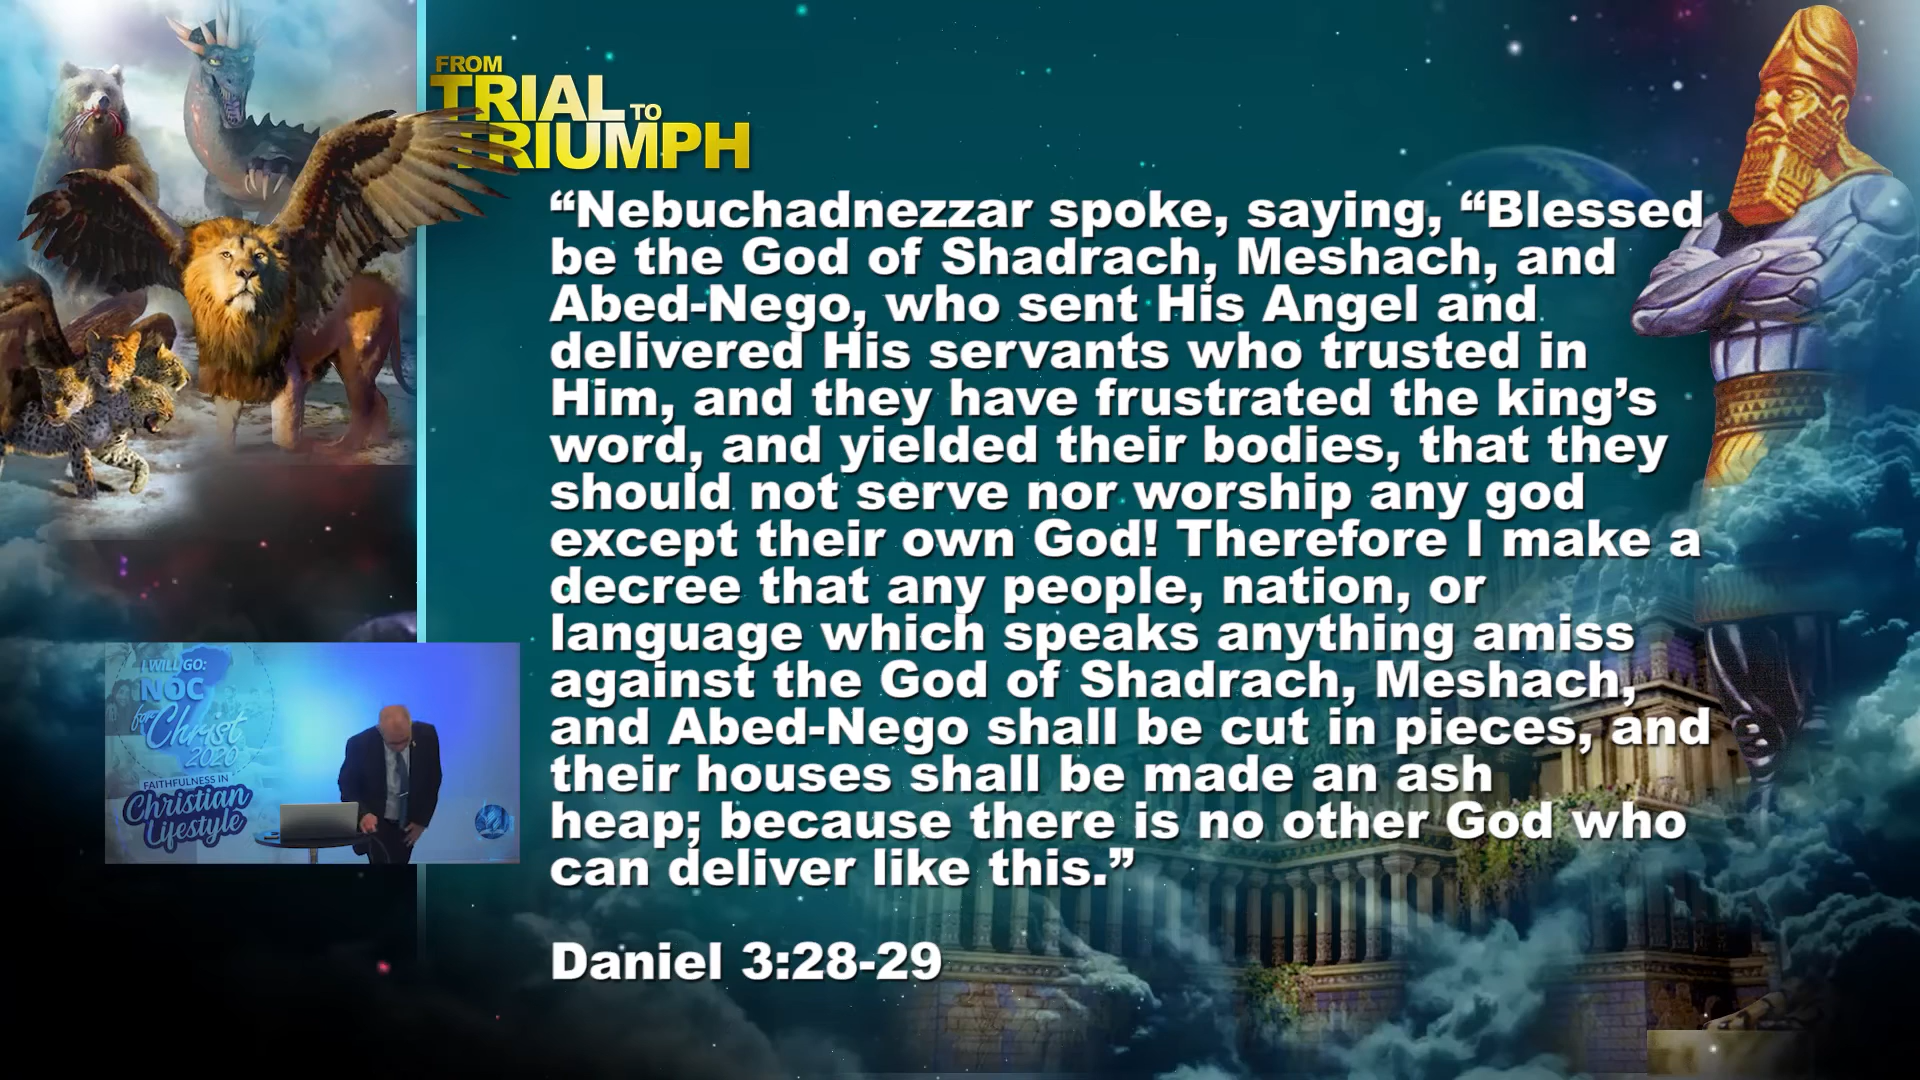 FROM
TRIAL TO
TRIUMPH
“Nebuchadnezzar spoke, saying, “Blessed
be the God of Shadrach, Meshach, and
Abed-Nego, who sent His Angel and
delivered His servants who trusted in
Him, and they have frustrated the king’s
word, and yielded their bodies, that they
should not serve nor worship any god
except their own God! Therefore I make a
decree that any people, nation, or
language which speaks anything amiss
against the God of Shadrach, Meshach,
and Abed-Nego shall be cut in pieces, and
their houses shall be made an ash
heap; because there is no other God who
can deliver like this.”
Daniel 3:28-29
I WILL GO:
NOC
for Christ
2020
FAITHFULNESS IN
Christian
Lifestyle